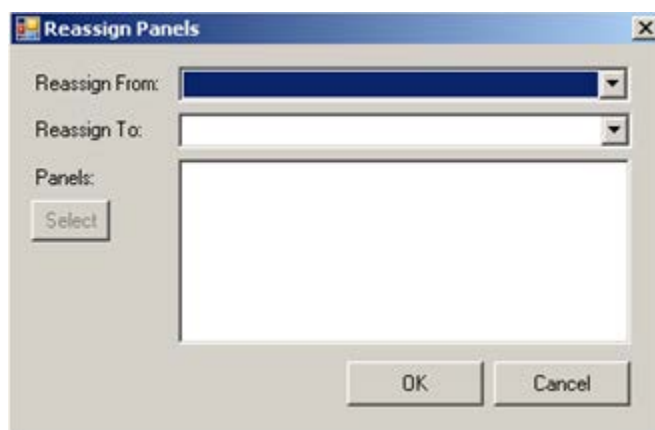 Reassign Panels
Reassign From:
Reassign To:
Panels:
Select
OK Cancel